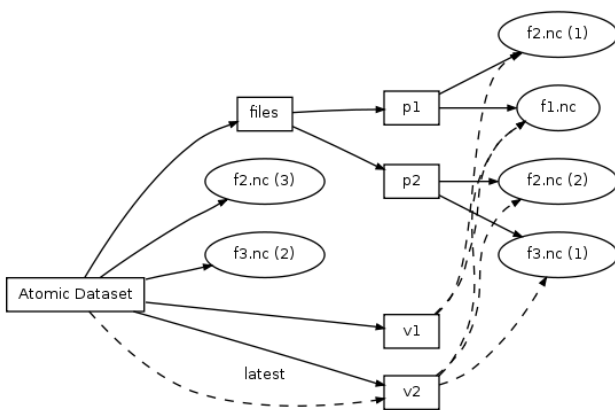 f2.nc (1)
files
p1
f1.nc
f2.nc (3)
p2
f2.nc (2)
f3.nc (2)
f3.nc (1)
Atomic Dataset
v1
latest
v2